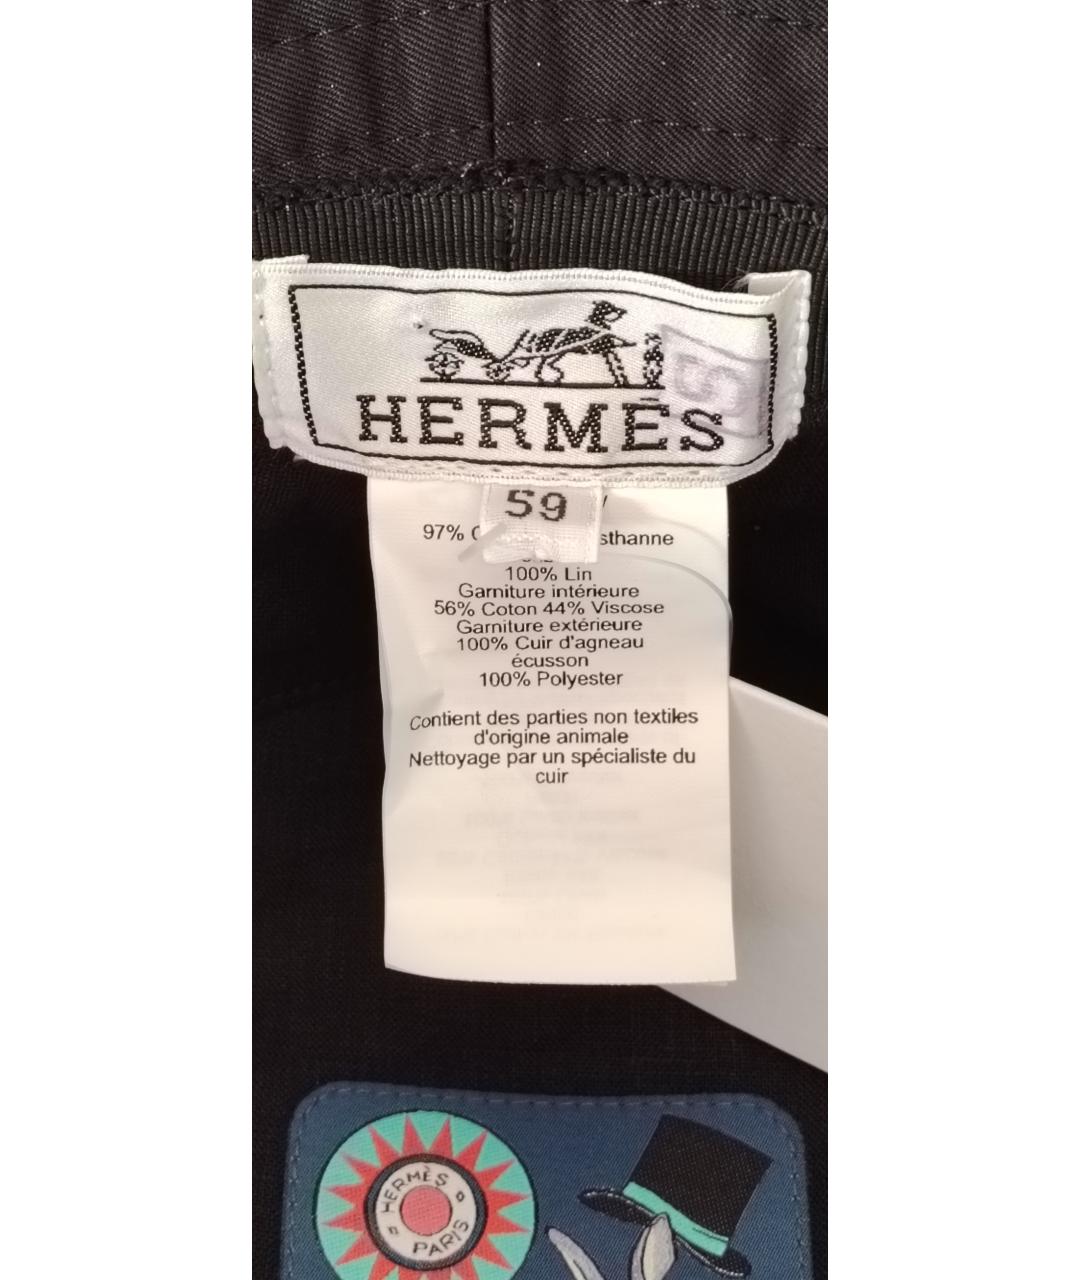 HERMÈS
59
97%
100% Lin
Garniture intérieure
56% Coton 44% Viscose
Garniture extérieure
100% Cuir d'agneau
écusson
100% Polyester
Contient des parties non textiles
d'origine animale
Nettoyage par un spécialiste du
cuir
HERMÈS
PARIS